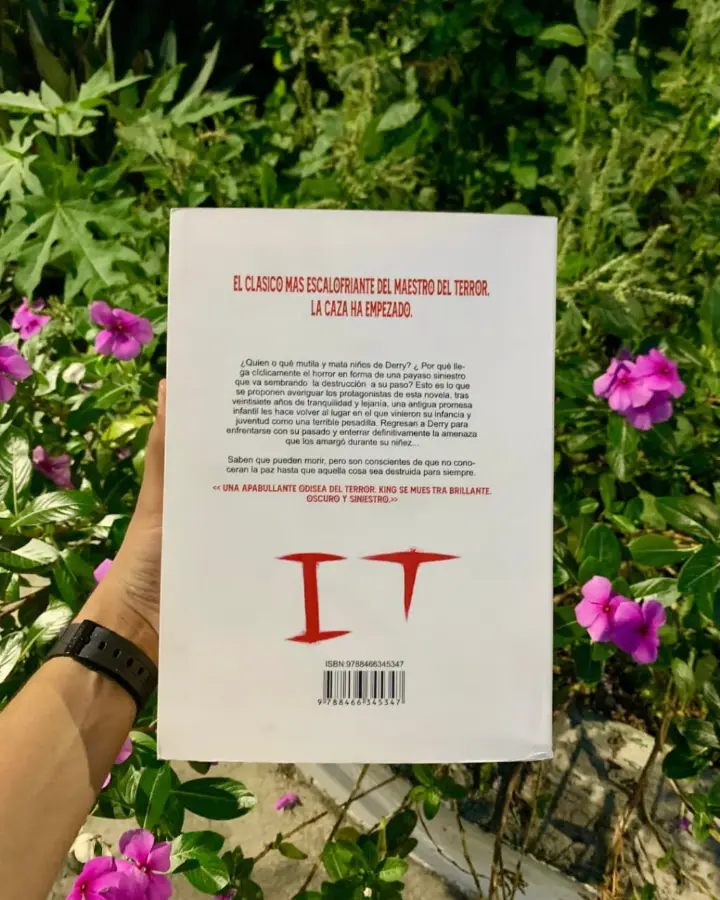 EL CLASICO MAS ESCALOFRIANTE DEL MAESTRO DEL TERROR.
LA CAZA HA EMPEZADO.
¿Quien o qué mutila y mata niños de Derry? ¿ Por qué lle-
ga cíclicamente el horror en forma de una payaso siniestro
que va sembrando la destrucción a su paso? Esto es lo que
se proponen averiguar los protagonistas de esta novela, tras
veintisiete años de tranquilidad y lejanía, una antigua promesa
infantil les hace volver al lugar en el que vinieron su infancia y
juventud como una terrible pesadilla. Regresan a Derry para
enfrentarse con su pasado y enterrar definitivamente la amenaza
que los amargó durante su niñez...
Saben que pueden morir, pero son conscientes de que no cono-
ceran la paz hasta que aquella cosa sea destruida para siempre.
<< UNA APABULLANTE ODISEA DEL TERROR. KING SE MUESTRA BRILLANTE.
OSCURO Y SINIESTRO.>>
IT
ISBN:9788466345347
9 788466 345347